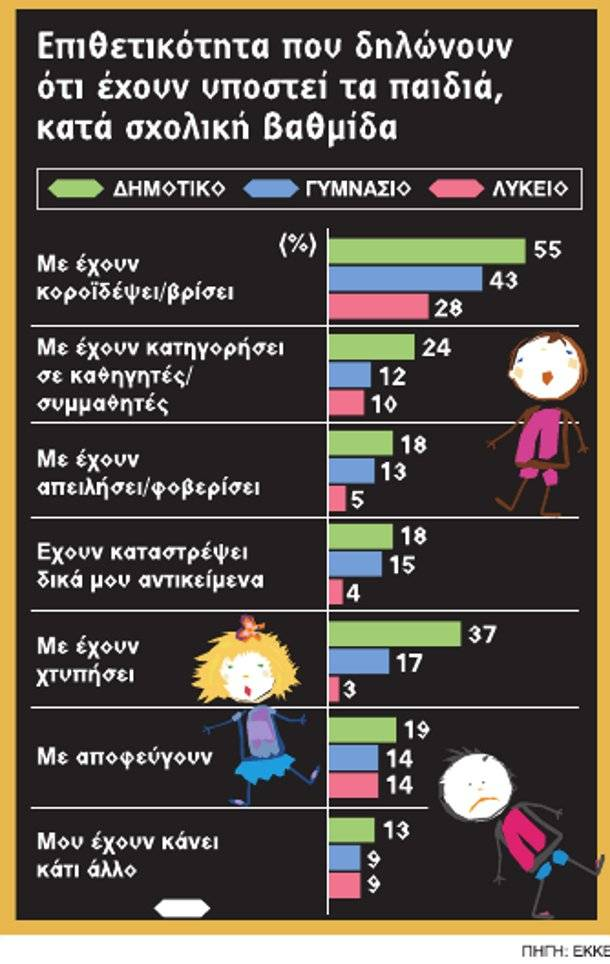 Επιθετικότητα που δηλώνουν
ότι έχουν υποστεί τα παιδιά,
κατά σχολική βαθμίδα
ΔΗΜΟΤΙΚΟ ΓΥΜΝΑΣΙΟ ΛΥΚΕΙΟ
(%)
Με έχουν
κοροϊδέψει/βρίσει
55
43
28
Με έχουν κατηγορήσει
σε καθηγητές/
συμμαθητές
24
12
10
Με έχουν
απειλήσει/φοβερίσει
18
13
5
Εχουν καταστρέψει
δικά μου αντικείμενα
18
15
4
Με έχουν
χτυπήσει
37
17
3
Με αποφεύγουν
19
14
14
Μου έχουν κάνει
κάτι άλλο
13
9
9
ΠΗΓΗ: ΕΚΚΕ